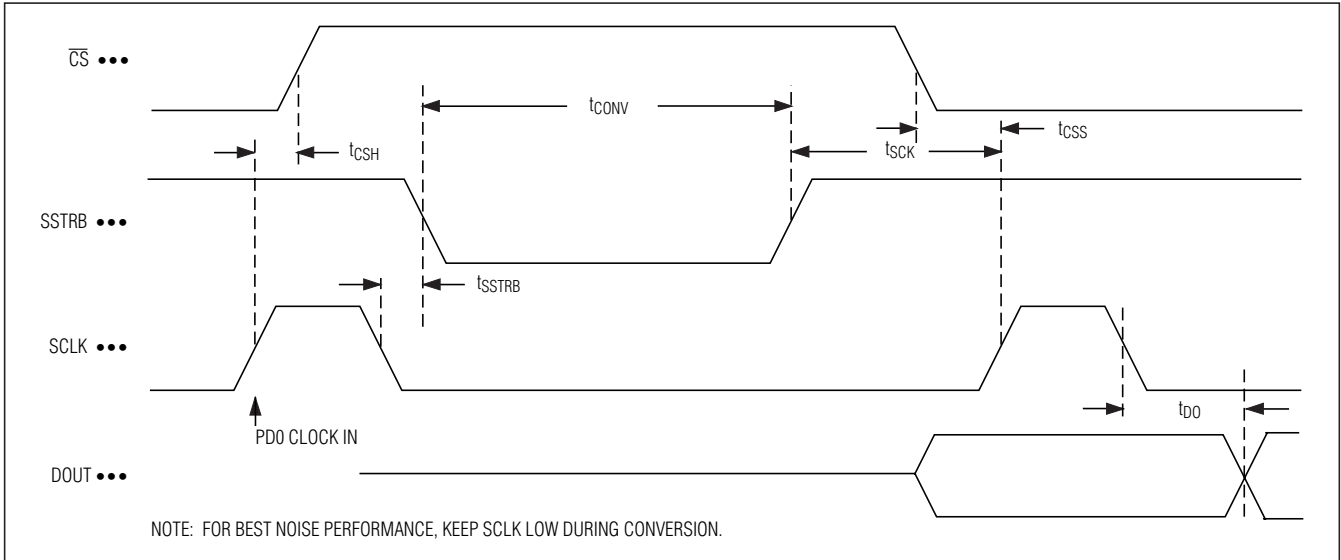 CS •••
tCONV
tCSS
tCSH
tSCK
SSTRB •••
tSSTRB
SCLK •••
tDO
PD0 CLOCK IN
DOUT •••
NOTE: FOR BEST NOISE PERFORMANCE, KEEP SCLK LOW DURING CONVERSION.